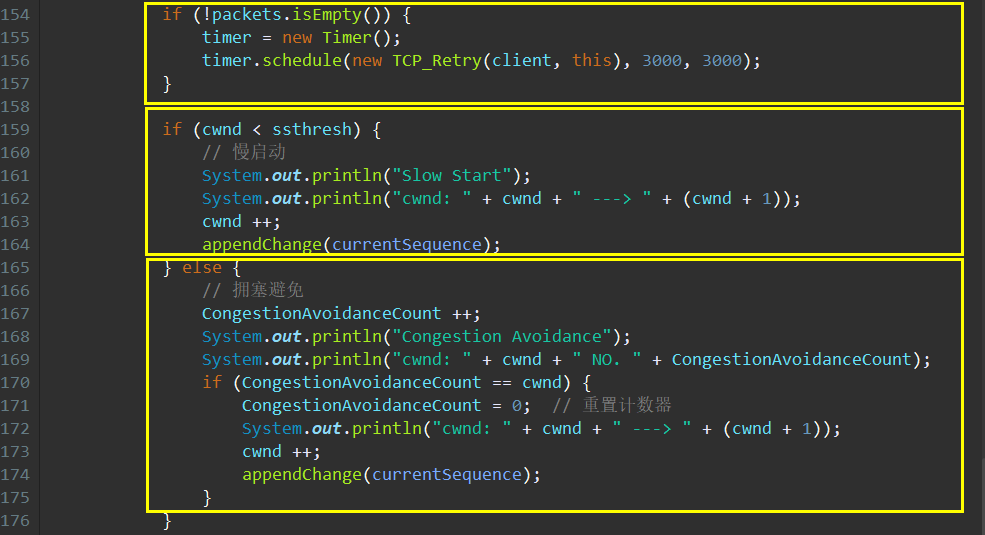 154 if (!packets.isEmpty()) {
155 timer = new Timer();
156 timer.schedule(new TCP_Retry(client, this), 3000, 3000);
157 }
158
159 if (cwnd < ssthresh) {
160 // 慢启动
161 System.out.println("Slow Start");
162 System.out.println("cwnd: " + cwnd + " ---> " + (cwnd + 1));
163 cwnd ++;
164 appendChange(currentSequence);
165 } else {
166 // 拥塞避免
167 CongestionAvoidanceCount ++;
168 System.out.println("Congestion Avoidance");
169 System.out.println("cwnd: " + cwnd + " NO. " + CongestionAvoidanceCount);
170 if (CongestionAvoidanceCount == cwnd) {
171 CongestionAvoidanceCount = 0; // 重置计数器
172 System.out.println("cwnd: " + cwnd + " ---> " + (cwnd + 1));
173 cwnd ++;
174 appendChange(currentSequence);
175 }
176 }